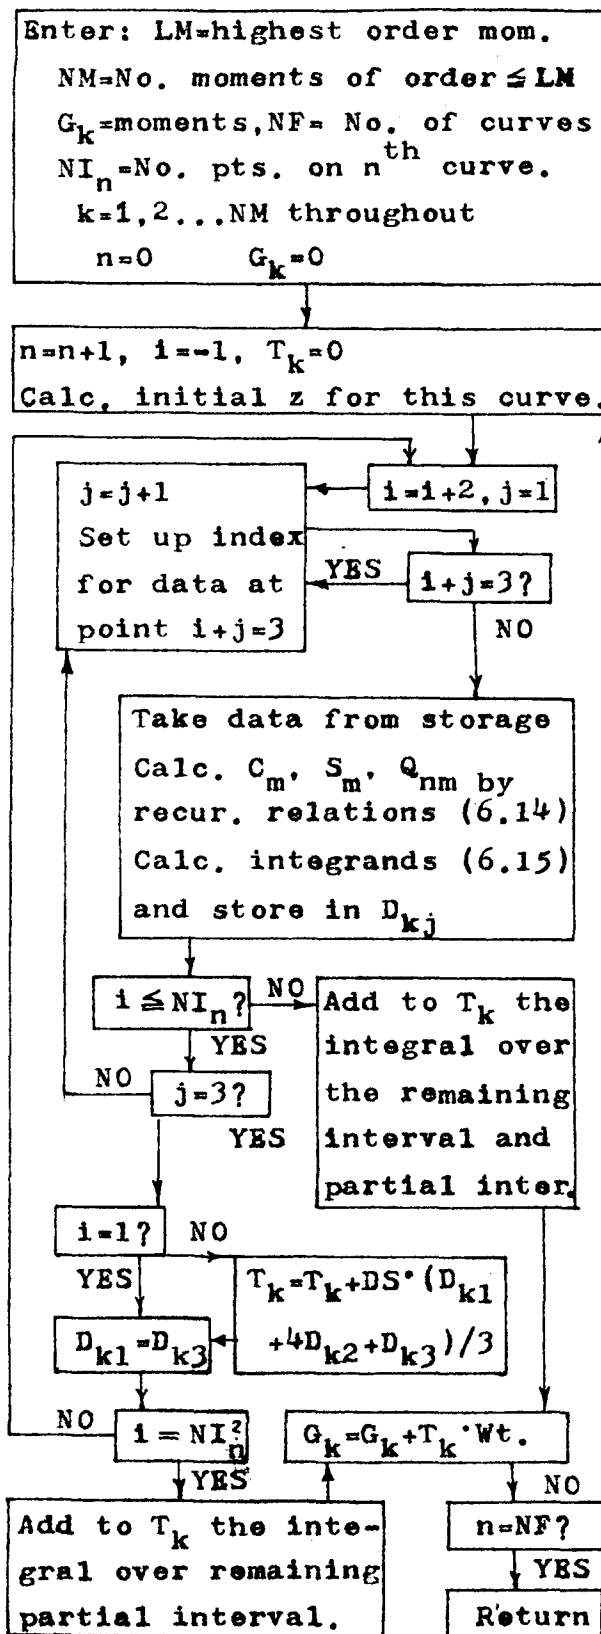 Enter: LM=highest order mom.
NM=No. moments of order ≦ LM
G_k=moments, NF= No. of curves
NI_n=No. pts. on n^th curve.
k=1,2...NM throughout
n=0 G_k=0
n=n+1, i=-1, T_k=0
Calc. initial z for this curve.
i=i+2, j=1
j=j+1
Set up index
for data at
point i+j=3
YES
i+j=3?
NO
Take data from storage
Calc. C_m, S_m, Q_nm by
recur. relations (6.14)
Calc. integrands (6.15)
and store in D_kj
i ≦ NI_n?
NO
YES
Add to T_k the
integral over
the remaining
interval and
partial inter.
NO
j=3?
YES
i=1?
NO
YES
T_k=T_k+DS·(D_k1
+4D_k2+D_k3)/3
D_k1=D_k3
NO
i = NI_n?
YES
G_k=G_k+T_k·Wt.
NO
Add to T_k the inte-
gral over remaining
partial interval.
n=NF?
YES
Return